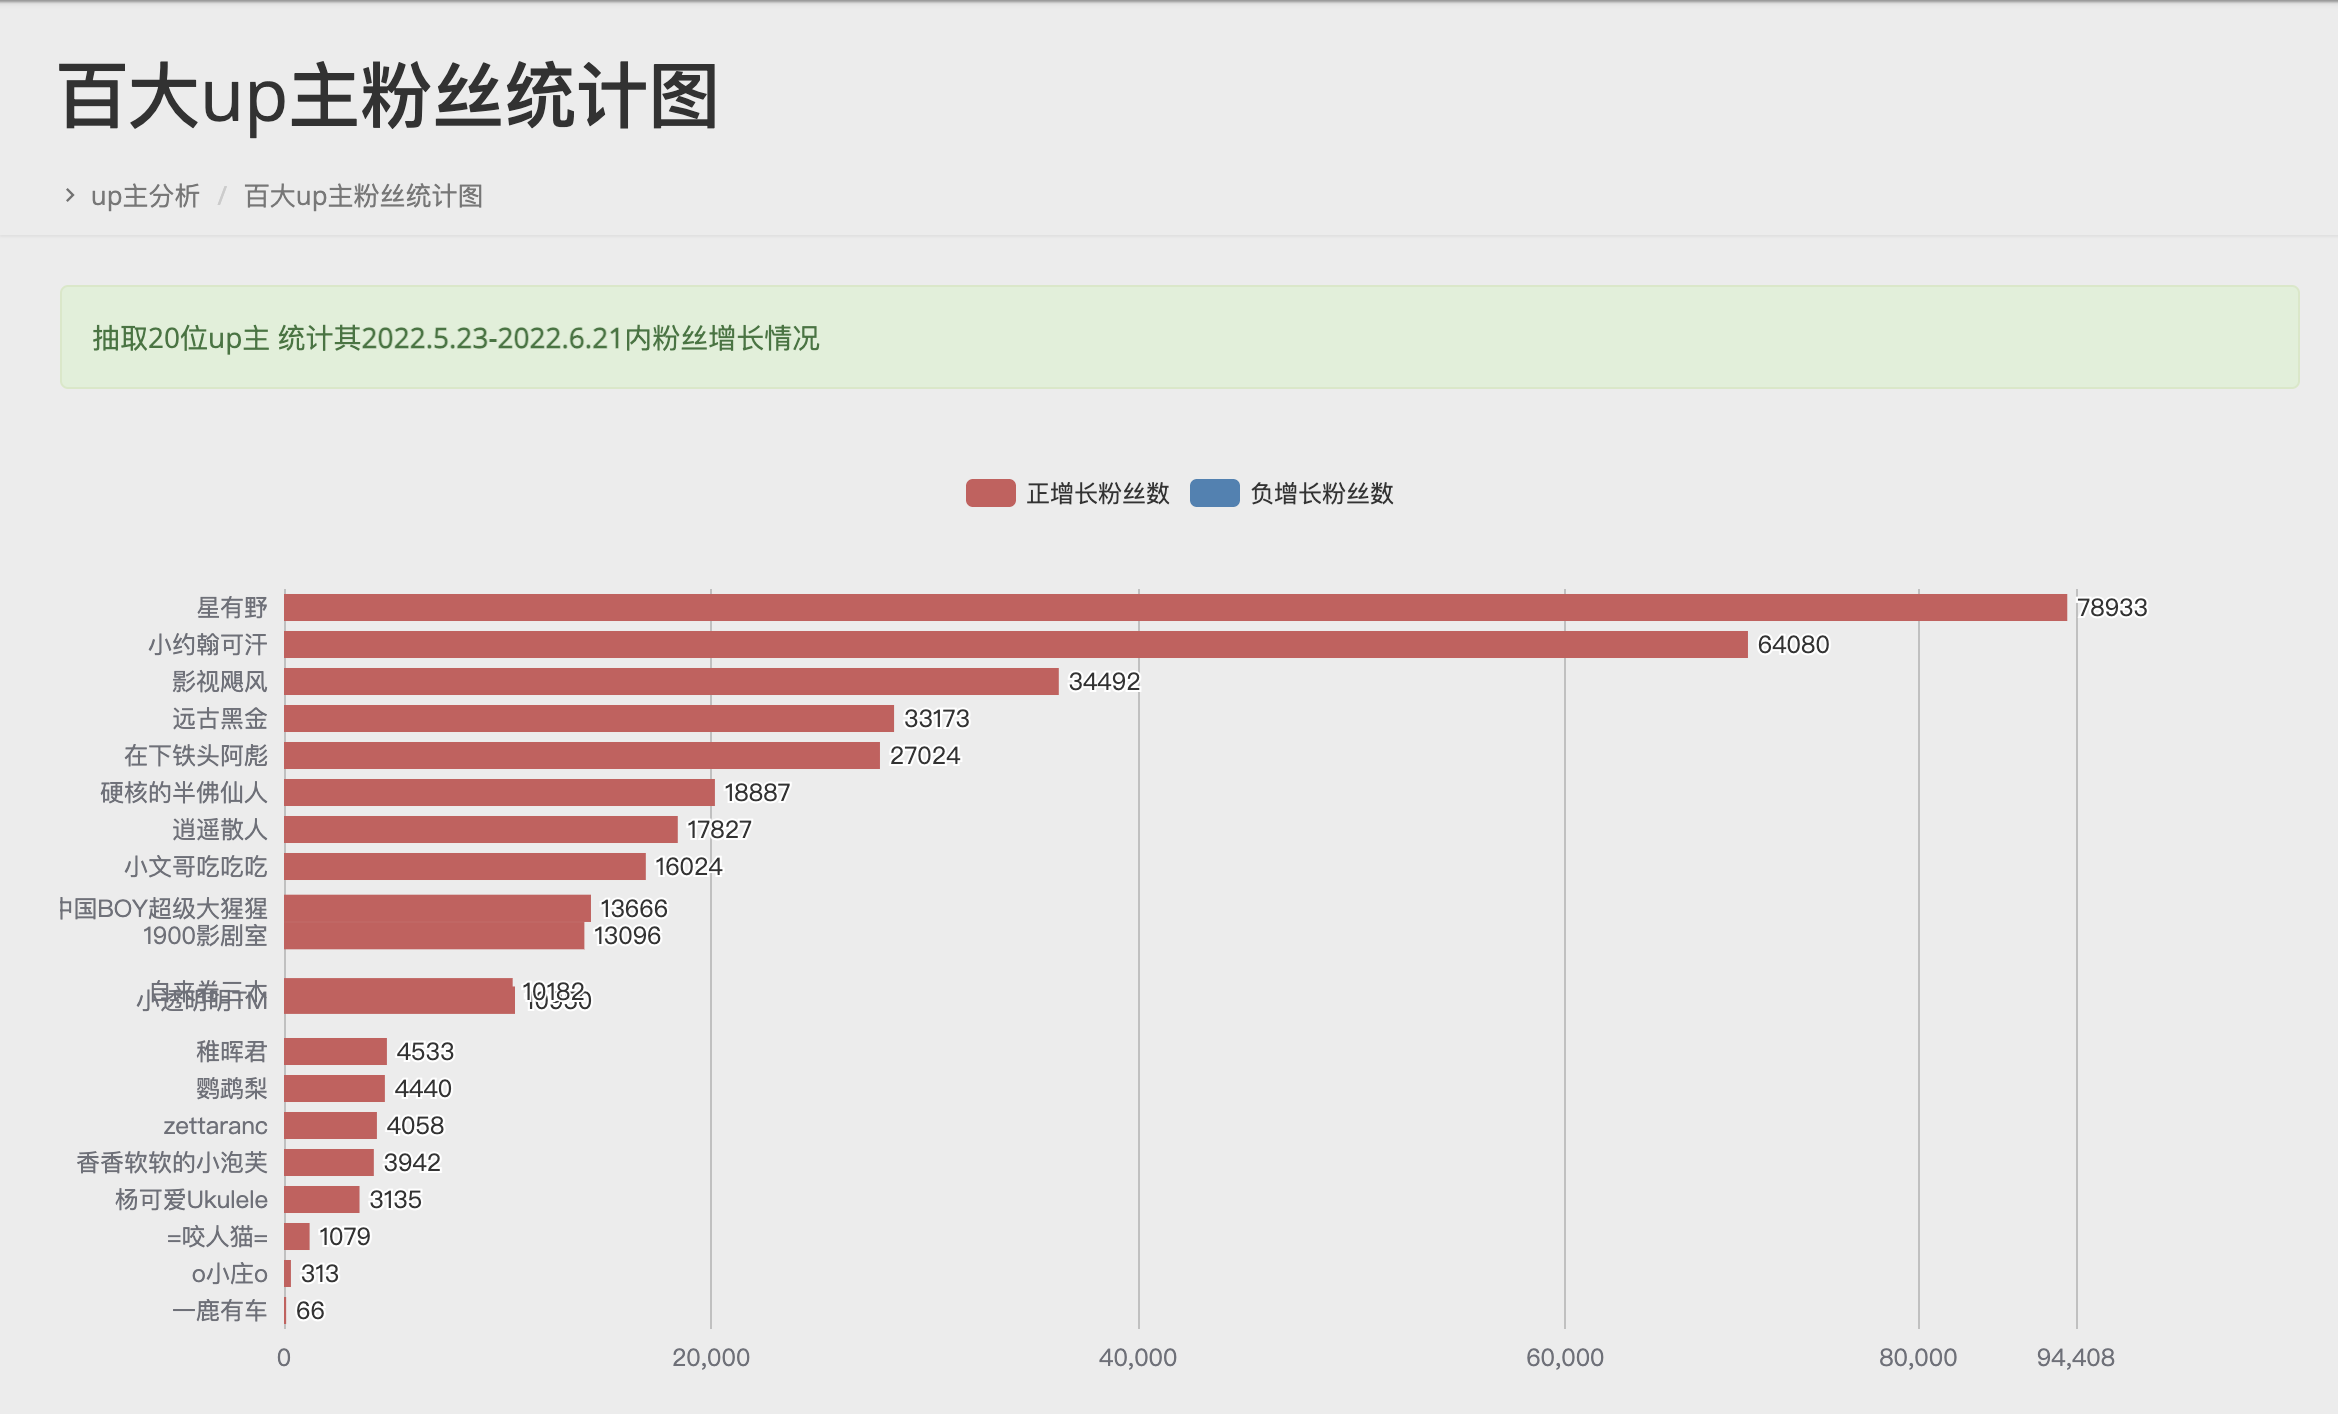 百大up主粉丝统计图
up主分析 / 百大up主粉丝统计图
抽取20位up主 统计其2022.5.23-2022.6.21内粉丝增长情况
正增长粉丝数 负增长粉丝数
星有野 78933
小约翰可汗 64080
影视飓风 34492
远古黑金 33173
在下铁头阿彪 27024
硬核的半佛仙人 18887
逍遥散人 17827
小文哥吃吃吃 16024
中国BOY超级大猩猩 13666
1900影剧室 13096
10182
小透明明TM
稚晖君 4533
鹦鹉梨 4440
zettaranc 4058
香香软软的小泡芙 3942
杨可爱Ukulele 3135
=咬人猫= 1079
o小庄o 313
一鹿有车 66
0 20,000 40,000 60,000 80,000 94,408